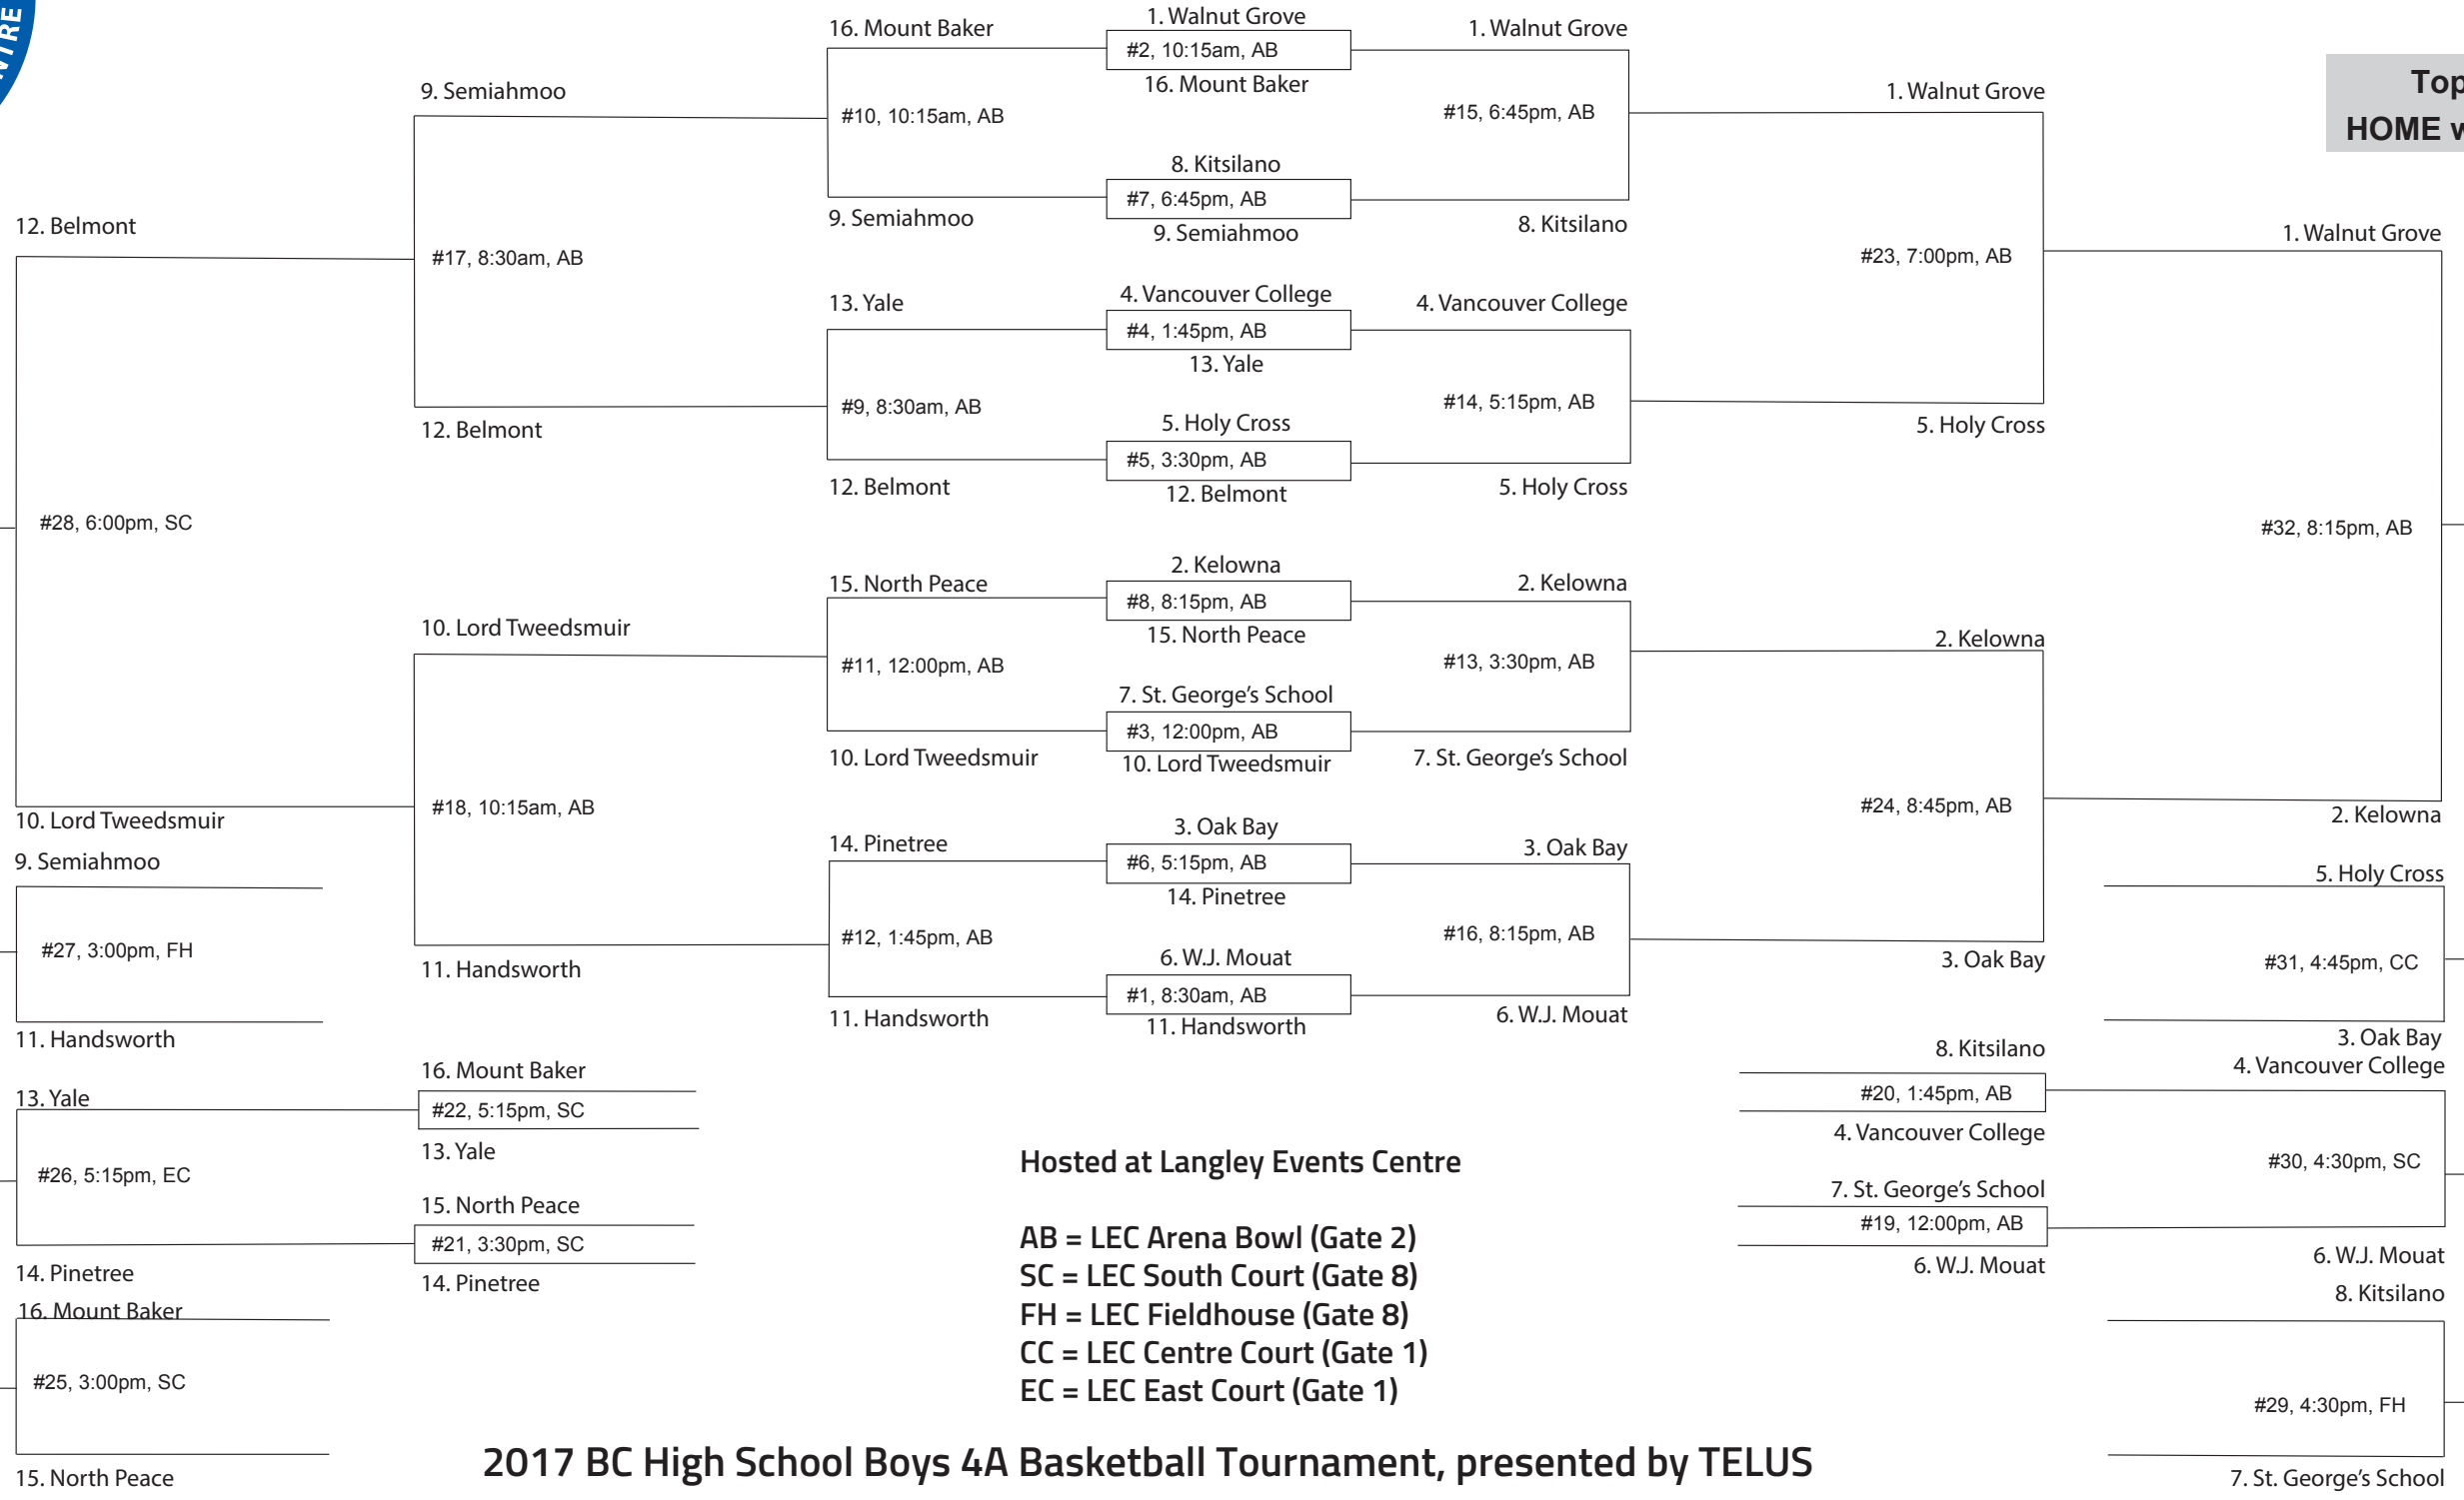 NTRE
Top
HOME w
12. Belmont
#28, 6:00pm, SC
10. Lord Tweedsmuir
9. Semiahmoo
#27, 3:00pm, FH
11. Handsworth
13. Yale
#26, 5:15pm, EC
14. Pinetree
16. Mount Baker
#25, 3:00pm, SC
15. North Peace
9. Semiahmoo
#17, 8:30am, AB
12. Belmont
10. Lord Tweedsmuir
#18, 10:15am, AB
11. Handsworth
16. Mount Baker
#22, 5:15pm, SC
13. Yale
15. North Peace
#21, 3:30pm, SC
14. Pinetree
16. Mount Baker
#10, 10:15am, AB
9. Semiahmoo
13. Yale
#9, 8:30am, AB
12. Belmont
15. North Peace
#11, 12:00pm, AB
10. Lord Tweedsmuir
14. Pinetree
#12, 1:45pm, AB
11. Handsworth
1. Walnut Grove
#2, 10:15am, AB
16. Mount Baker
8. Kitsilano
#7, 6:45pm, AB
9. Semiahmoo
4. Vancouver College
#4, 1:45pm, AB
13. Yale
5. Holy Cross
#5, 3:30pm, AB
12. Belmont
2. Kelowna
#8, 8:15pm, AB
15. North Peace
7. St. George’s School
#3, 12:00pm, AB
10. Lord Tweedsmuir
3. Oak Bay
#6, 5:15pm, AB
14. Pinetree
6. W.J. Mouat
#1, 8:30am, AB
11. Handsworth
1. Walnut Grove
#15, 6:45pm, AB
8. Kitsilano
4. Vancouver College
#14, 5:15pm, AB
5. Holy Cross
2. Kelowna
#13, 3:30pm, AB
7. St. George’s School
3. Oak Bay
#16, 8:15pm, AB
6. W.J. Mouat
1. Walnut Grove
#23, 7:00pm, AB
5. Holy Cross
2. Kelowna
#24, 8:45pm, AB
3. Oak Bay
8. Kitsilano
#20, 1:45pm, AB
4. Vancouver College
7. St. George’s School
#19, 12:00pm, AB
6. W.J. Mouat
1. Walnut Grove
#32, 8:15pm, AB
2. Kelowna
5. Holy Cross
#31, 4:45pm, CC
3. Oak Bay
4. Vancouver College
#30, 4:30pm, SC
6. W.J. Mouat
8. Kitsilano
#29, 4:30pm, FH
7. St. George’s School
Hosted at Langley Events Centre
AB = LEC Arena Bowl (Gate 2)
SC = LEC South Court (Gate 8)
FH = LEC Fieldhouse (Gate 8)
CC = LEC Centre Court (Gate 1)
EC = LEC East Court (Gate 1)
2017 BC High School Boys 4A Basketball Tournament, presented by TELUS